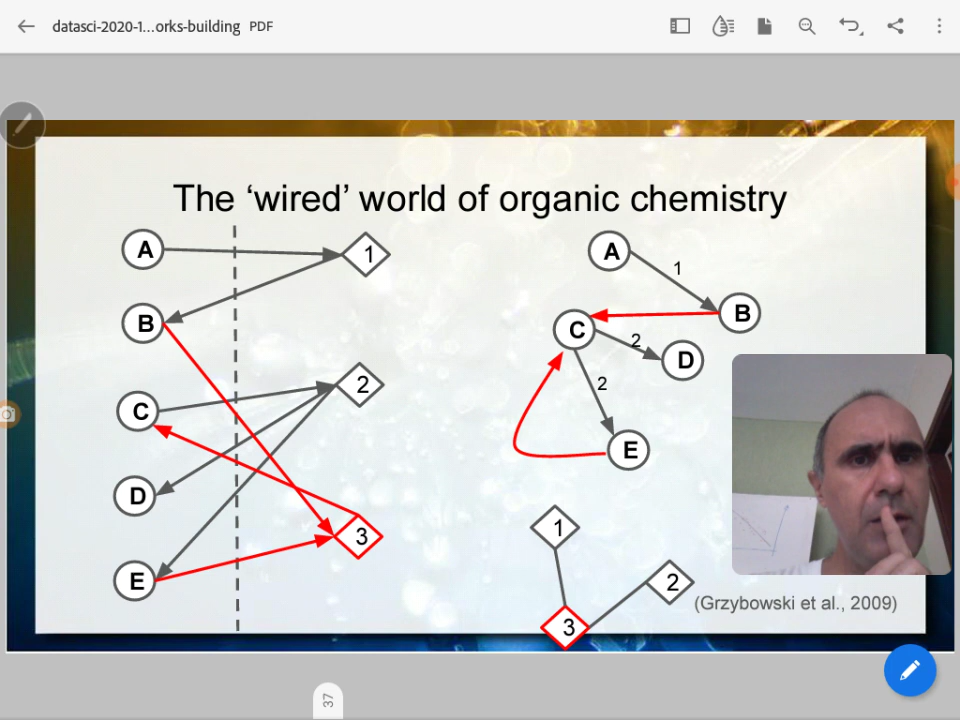 datasci-2020-1...orks-building PDF
The ‘wired’ world of organic chemistry
A
1
B
2
C
D
3
E
A
1
B
C
2
D
2
E
1
2
3
(Grzybowski et al., 2009)
37